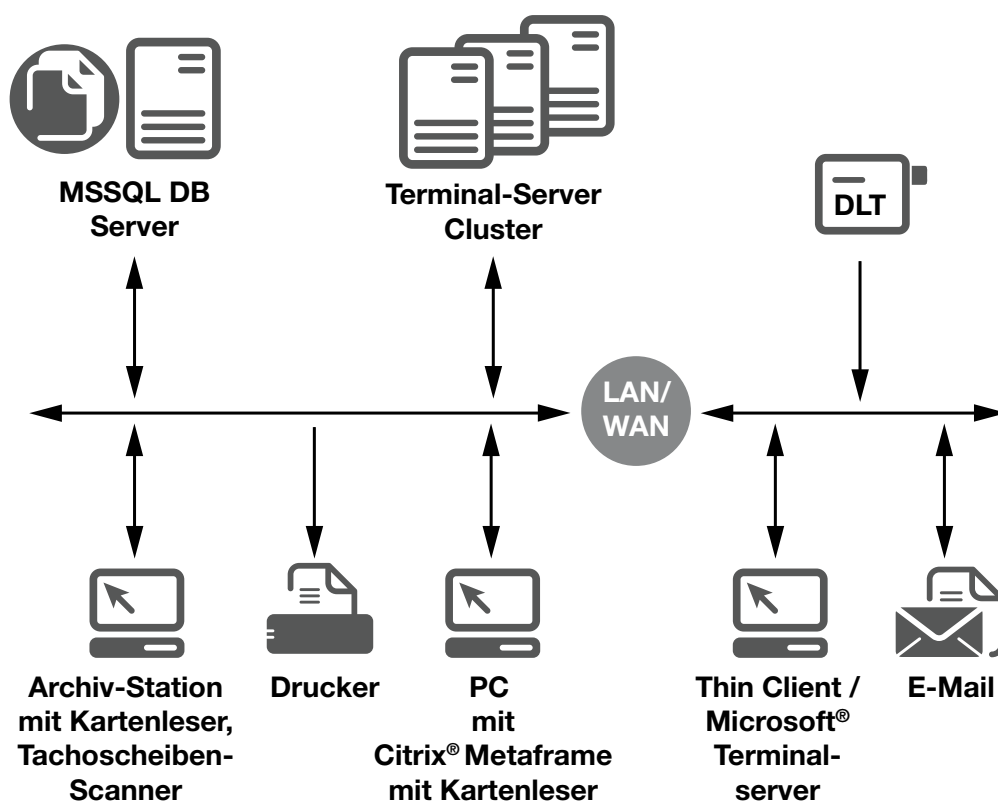 MSSQL DB
Server
Terminal-Server
Cluster
DLT
LAN/
WAN
Archiv-Station
mit Kartenleser,
Tachoscheiben-
Scanner
Drucker
PC
mit
Citrix® Metaframe
mit Kartenleser
Thin Client /
Microsoft®
Terminal-
server
E-Mail